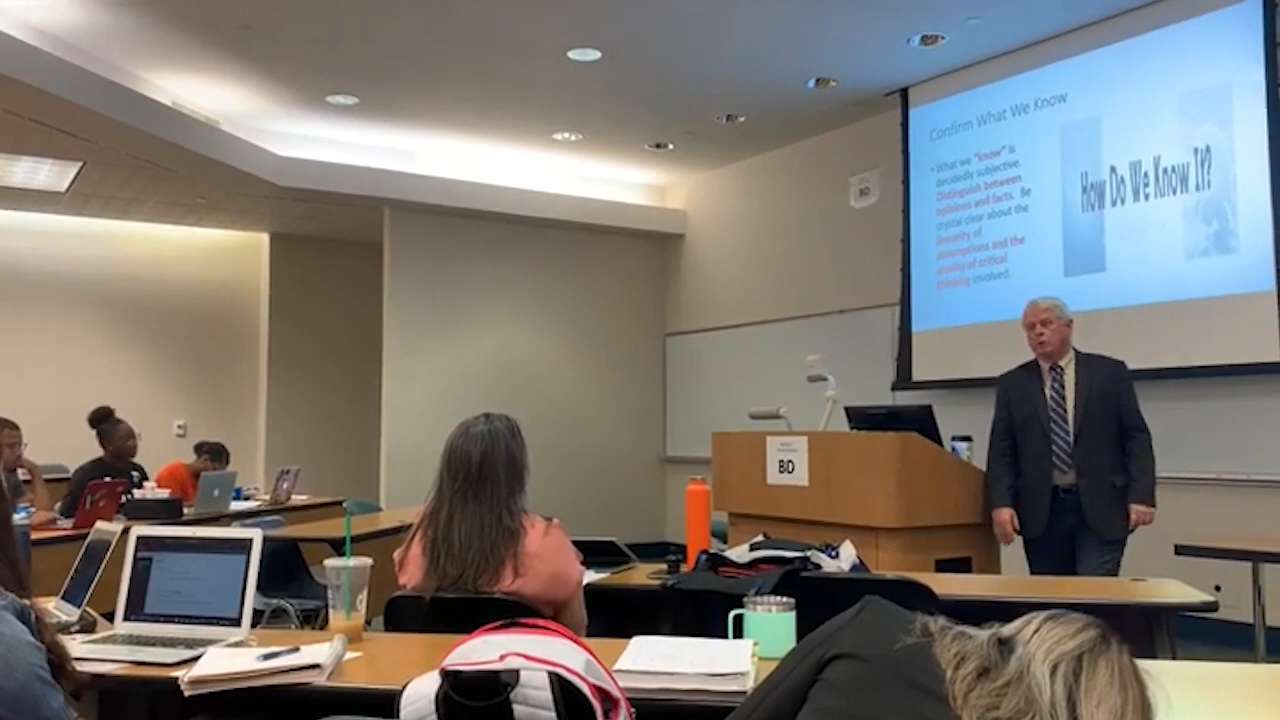 Confirm What We Know
• What we "know" is
decidedly subjective.
Distinguish between
opinions and facts. Be
crystal clear about the
linearity of
assumptions and the
quality of critical
thinking involved.
How Do We Know It?
BD
BD